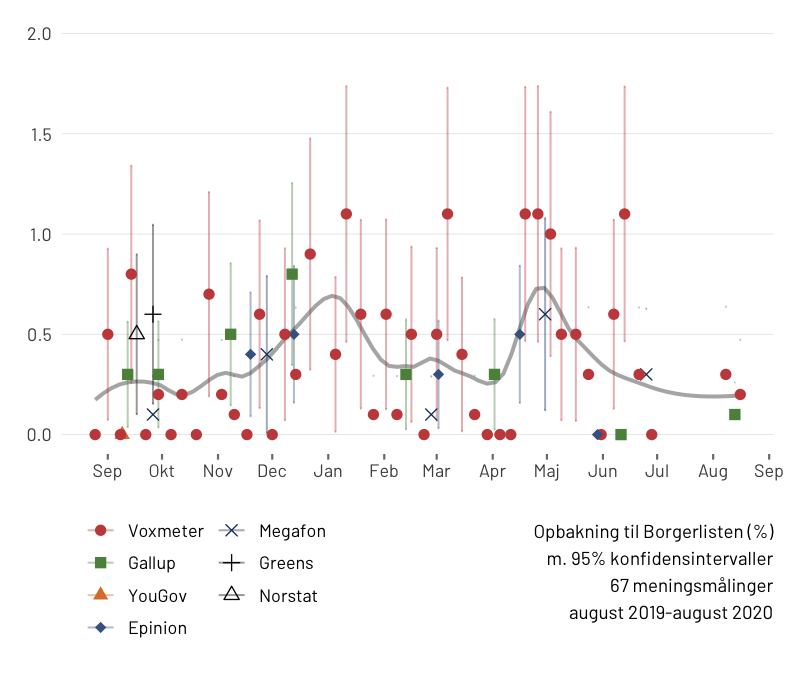 2.0
1.5
1.0
0.5
0.0
Sep Okt Nov Dec Jan Feb Mar Apr Maj Jun Jul Aug Sep
Voxmeter Megafon
Gallup Greens
YouGov Norstat
Epinion
Opbakning til Borgerlisten (%)
m. 95% konfidensintervaller
67 meningsmålinger
august 2019-august 2020